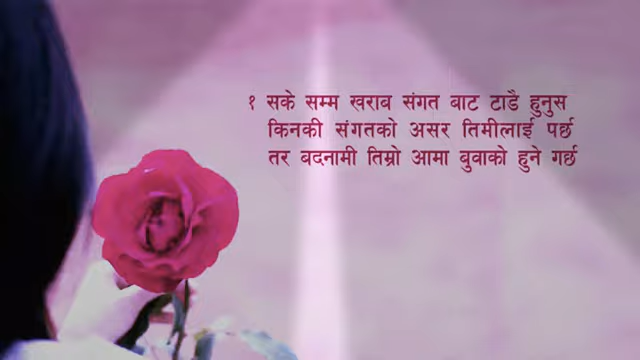 १ सके सम्म खराब संगत बाट टाढै हुनुस
किनकी संगतको असर तिमीलाई पर्छ
तर बदनामी तिम्रो आमा बुवाको हुने गर्छ